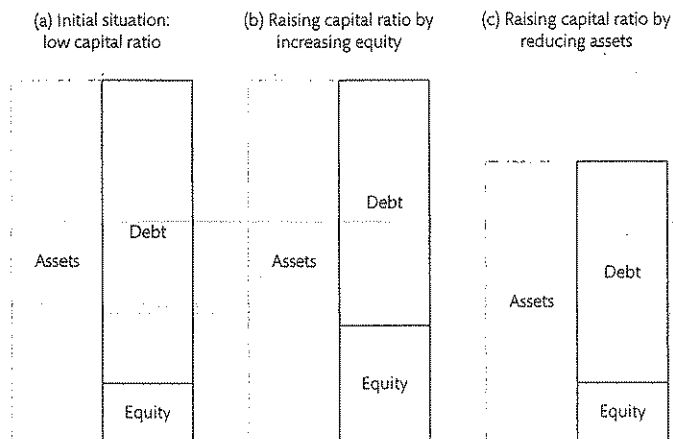 (a) Initial situation:
low capital ratio
(b) Raising capital ratio by
increasing equity
(c) Raising capital ratio by
reducing assets
Assets
Debt
Equity
Assets
Debt
Equity
Assets
Debt
Equity